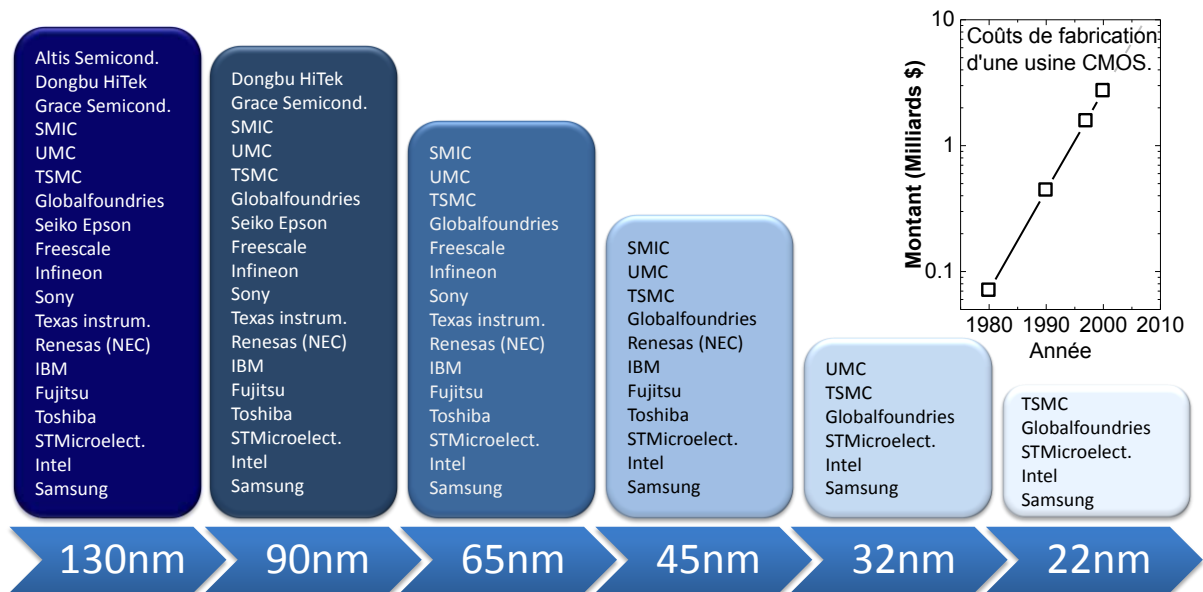 Altis Semicond.
Dongbu HiTek
Grace Semicond.
SMIC
UMC
TSMC
Globalfoundries
Seiko Epson
Freescale
Infineon
Sony
Texas instrum.
Renesas (NEC)
IBM
Fujitsu
Toshiba
STMicroelect.
Intel
Samsung
Dongbu HiTek
Grace Semicond.
SMIC
UMC
TSMC
Globalfoundries
Seiko Epson
Freescale
Infineon
Sony
Texas instrum.
Renesas (NEC)
IBM
Fujitsu
Toshiba
STMicroelect.
Intel
Samsung
SMIC
UMC
TSMC
Globalfoundries
Freescale
Infineon
Sony
Texas instrum.
Renesas (NEC)
IBM
Fujitsu
Toshiba
STMicroelect.
Intel
Samsung
SMIC
UMC
TSMC
Globalfoundries
Renesas (NEC)
IBM
Fujitsu
Toshiba
STMicroelect.
Intel
Samsung
UMC
TSMC
Globalfoundries
STMicroelect.
Intel
Samsung
TSMC
Globalfoundries
STMicroelect.
Intel
Samsung
Coûts de fabrication
d'une usine CMOS.
Montant (Milliards $)
10
1
0.1
1980 1990 2000 2010
Année
130nm 90nm 65nm 45nm 32nm 22nm